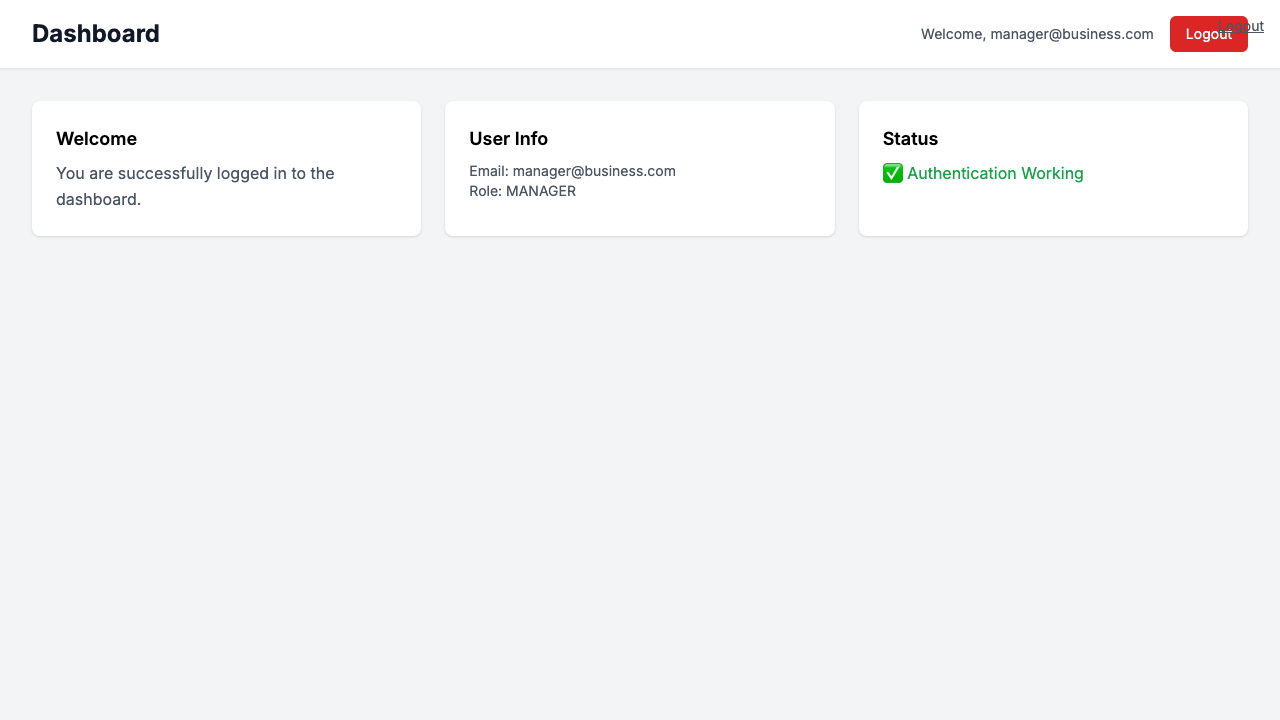 Dashboard
Welcome, manager@business.com
Logout
Logout
Welcome
You are successfully logged in to the
dashboard.
User Info
Email: manager@business.com
Role: MANAGER
Status
✅ Authentication Working